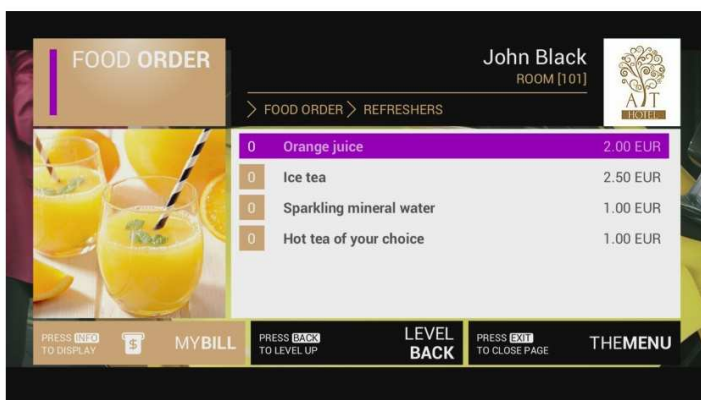 FOOD ORDER
John Black
ROOM [101]
> FOOD ORDER > REFRESHERS
AJT
HOTEL
0 Orange juice 2.00 EUR
0 Ice tea 2.50 EUR
0 Sparkling mineral water 1.00 EUR
0 Hot tea of your choice 1.00 EUR
PRESS INFO
TO DISPLAY
$
MYBILL
PRESS BACK
TO LEVEL UP
LEVEL
BACK
PRESS EXIT
TO CLOSE PAGE
THEMENU